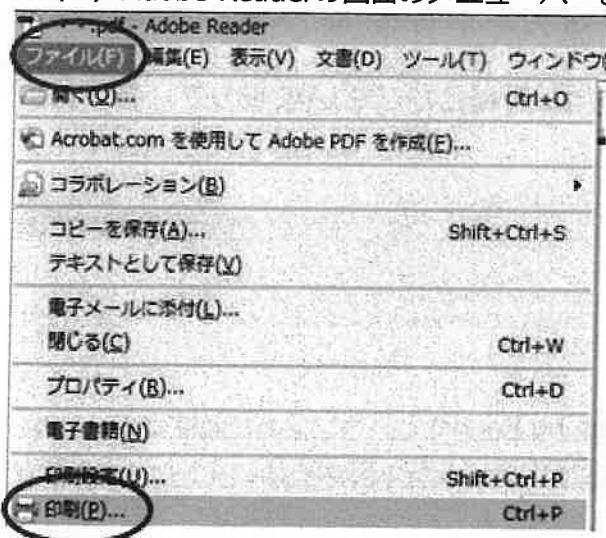 .pdf - Adobe Reader
ファイル(F) 編集(E) 表示(V) 文書(D) ツール(T) ウィンドウ(
開く(O)... Ctrl+O
Acrobat.com を使用して Adobe PDF を作成(F)...
コラボレーション(B)
コピーを保存(A)... Shift+Ctrl+S
テキストとして保存(V)
電子メールに添付(L)...
閉じる(C) Ctrl+W
プロパティ(R)... Ctrl+D
電子書籍(N)
印刷設定(U)... Shift+Ctrl+P
印刷(P)... Ctrl+P